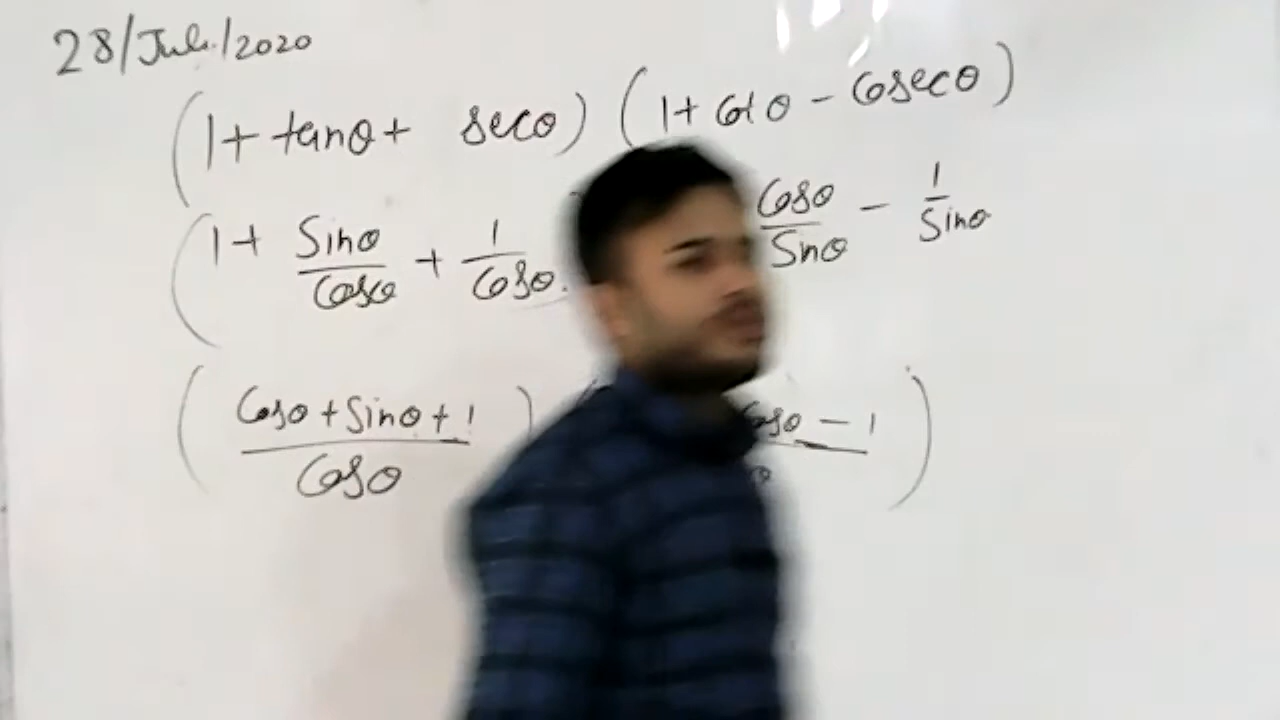 28/Jul./2020
(1+ tanθ+ secθ) (1+ Cotθ - Cosecθ)
(1+ Sinθ/Cosθ + 1/Cosθ. Cosθ/Sinθ - 1/Sinθ
(Cosθ+Sinθ+1/Cosθ) Cosθ-1/θ)